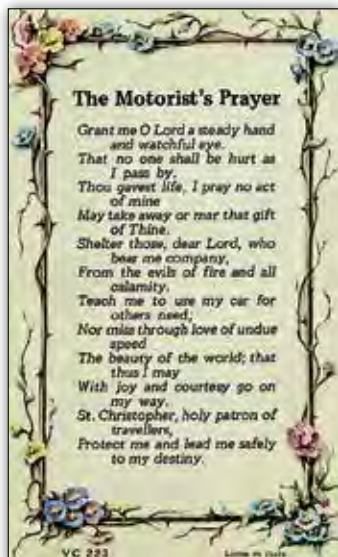 The Motorist's Prayer
Grant me O Lord a steady hand
and watchful eye.
That no one shall be hurt as
I pass by.
Thou gavest life, I pray no act
of mine
May take away or mar that gift
of Thine.
Shelter those, dear Lord, who
bear me company,
From the evils of fire and all
calamity.
Teach me to use my car for
others need;
Nor miss through love of undue
speed
The beauty of the world; that
thus I may
With joy and courtesy go on
my way.
St. Christopher, holy patron of
travellers,
Protect me and lead me safely
to my destiny.
VC 223